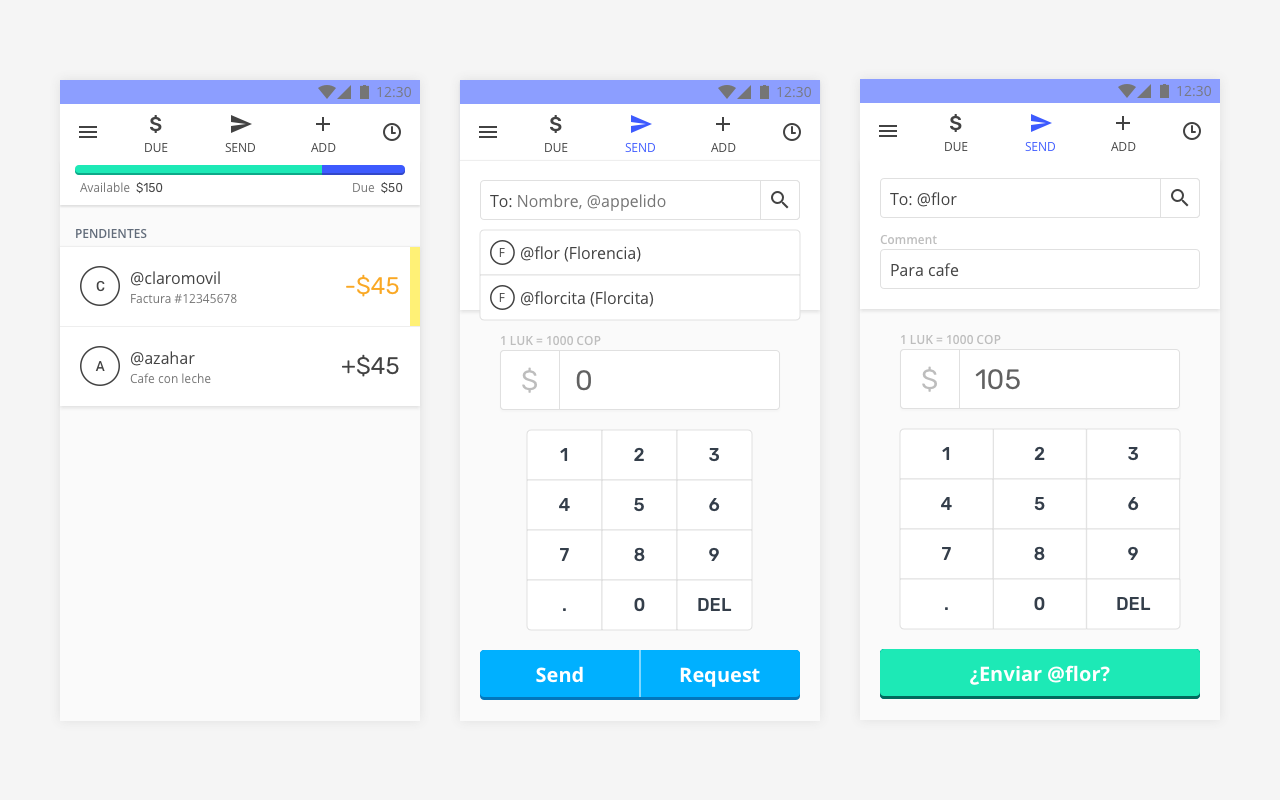 12:30
$ DUE SEND ADD
Available $150 Due $50
PENDIENTES
C @claromovil -$45
Factura #12345678
A @azahar +$45
Cafe con leche
12:30
$ DUE SEND ADD
To: Nombre, @appelido
F @flor (Florencia)
F @florcita (Florcita)
1 LUK = 1000 COP
$ 0
1 2 3
4 5 6
7 8 9
. 0 DEL
Send Request
12:30
$ DUE SEND ADD
To: @flor
Comment
Para cafe
1 LUK = 1000 COP
$ 105
1 2 3
4 5 6
7 8 9
. 0 DEL
¿Enviar @flor?